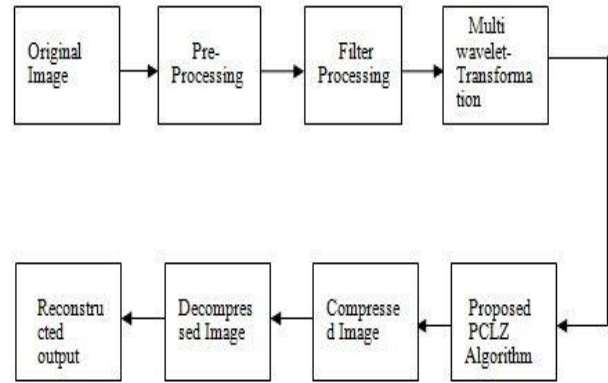 Original
Image
Pre-
Processing
Filter
Processing
Multi
wavelet-
Transforma
tion
Reconstru
cted
output
Decompres
sed Image
Compresse
d Image
Proposed
PCLZ
Algorithm